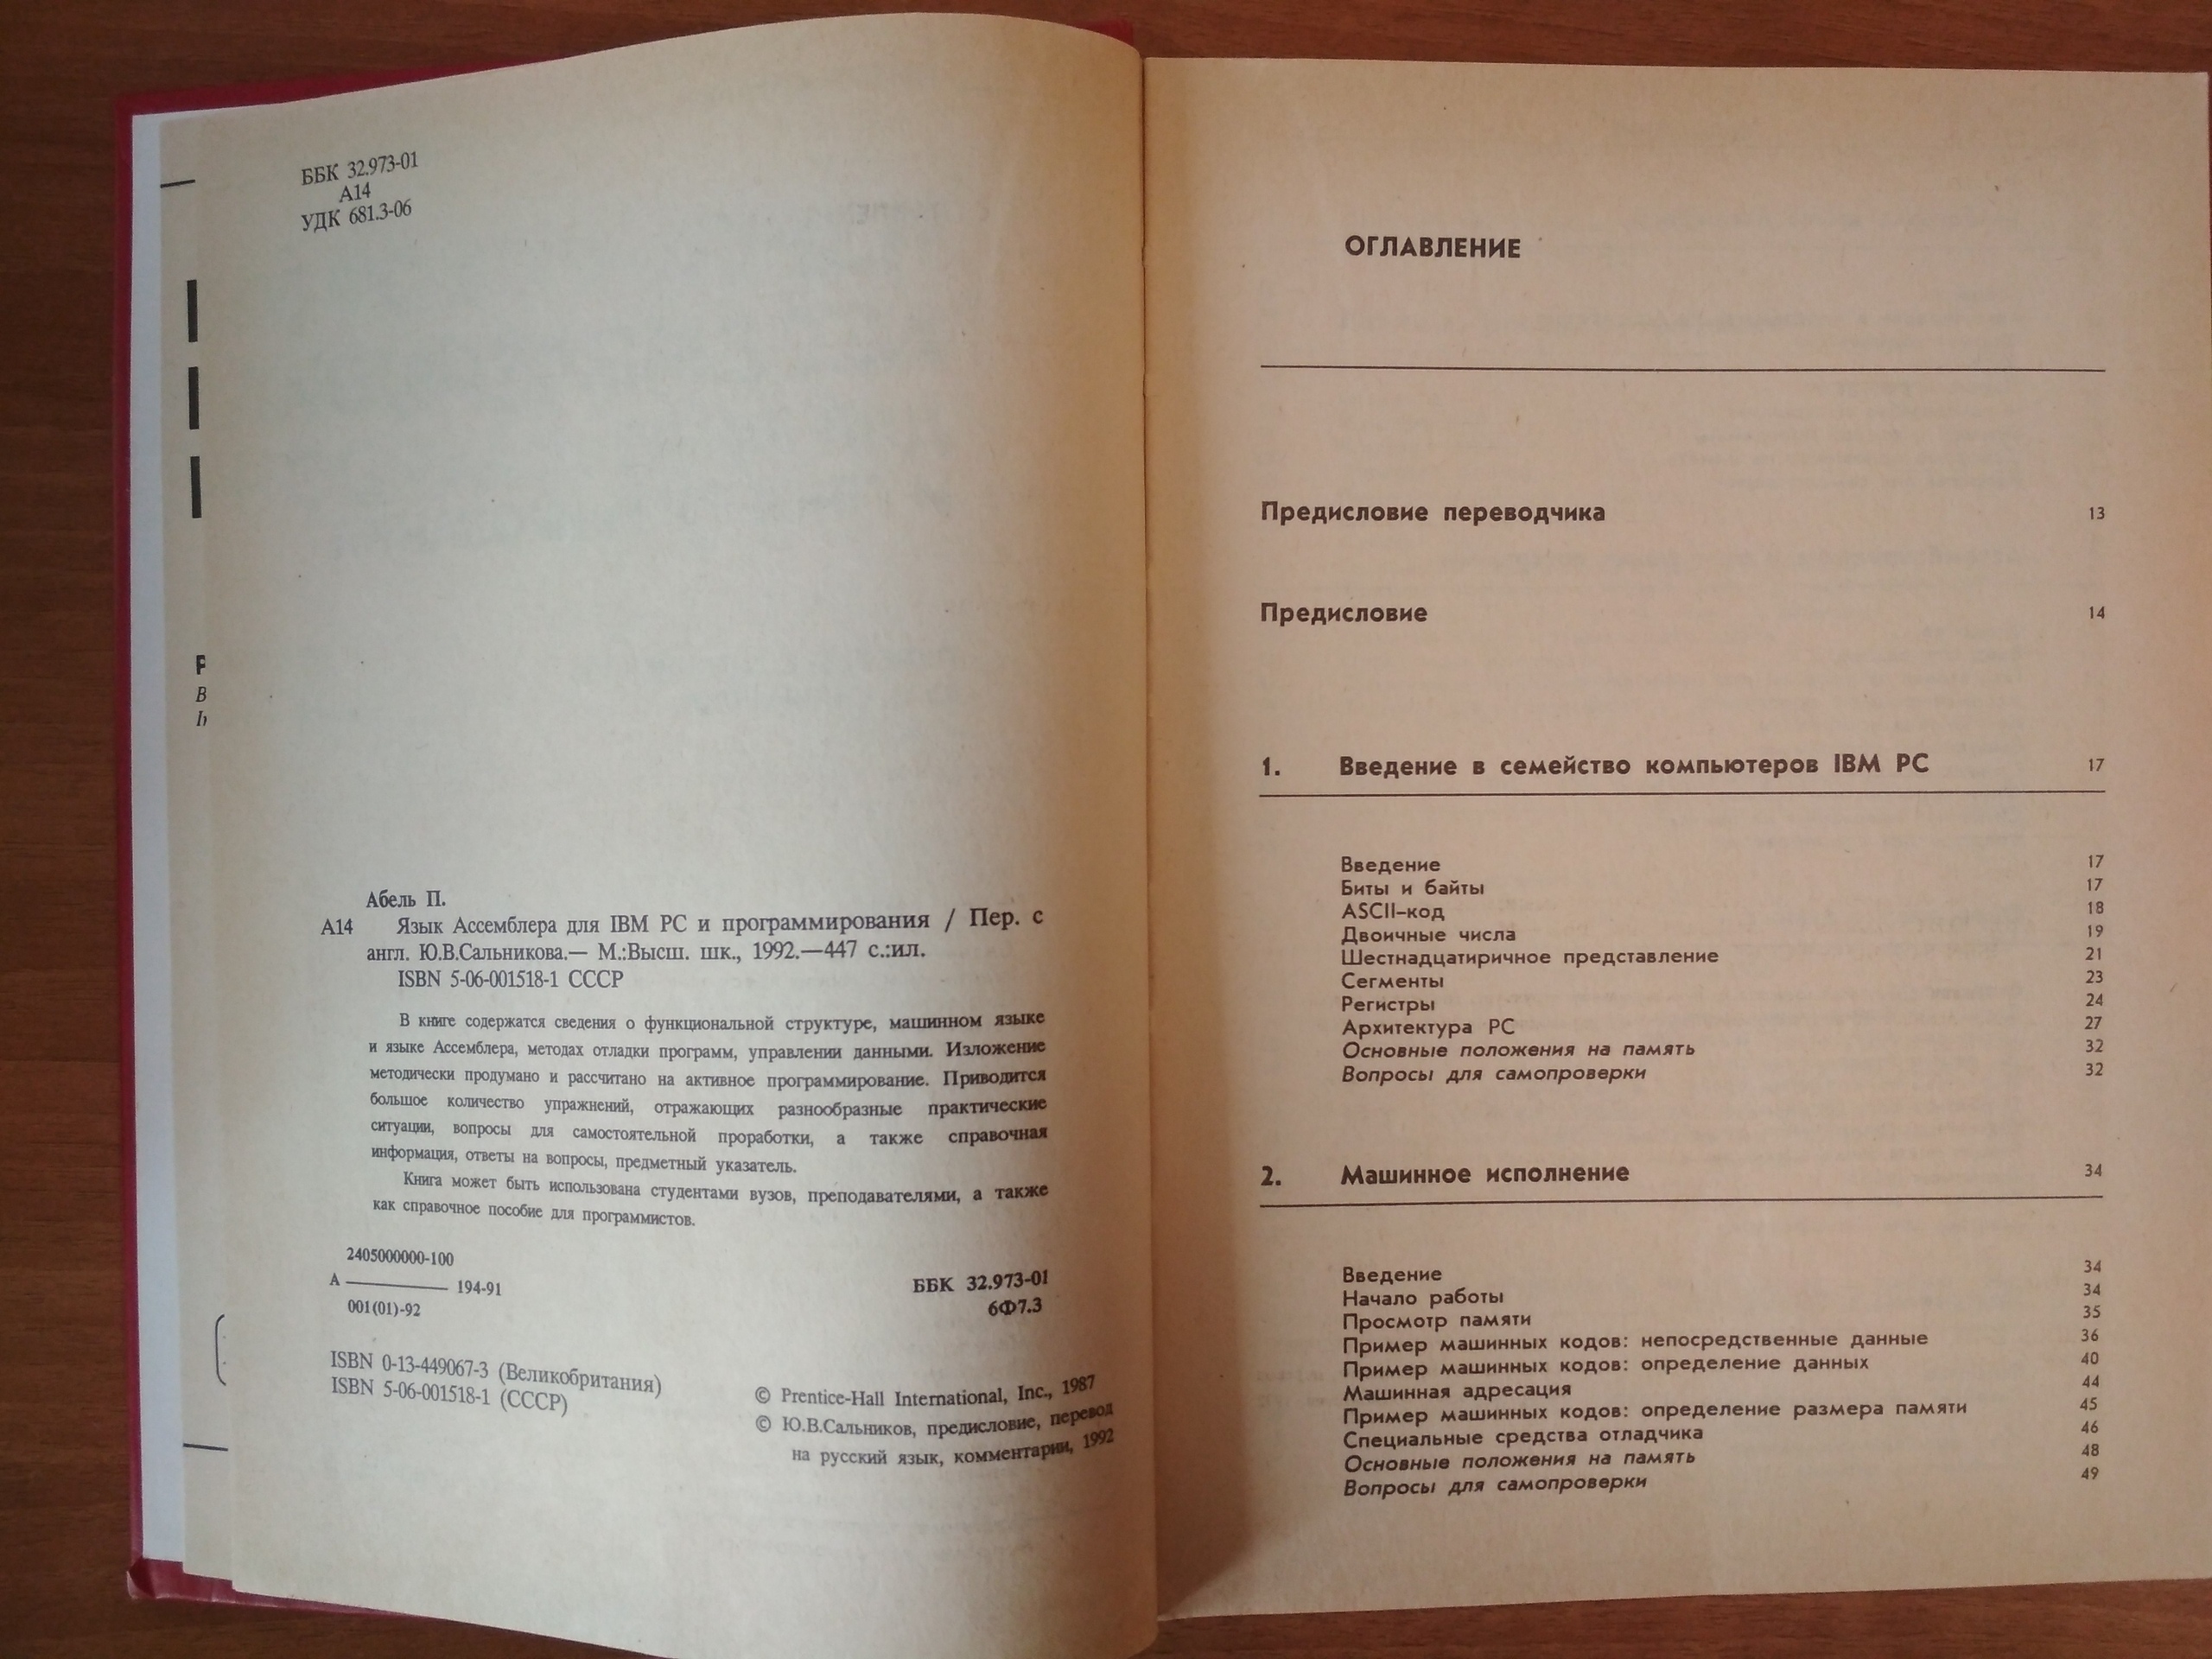 ББК 32.973-01
А14
УДК 681.3-06
Абель П.
А14 Язык Ассемблера для IBM PC и программирования / Пер. с
англ. Ю.В.Сальникова.— М.:Высш. шк., 1992.—447 с.:ил.
ISBN 5-06-001518-1 СССР
В книге содержатся сведения о функциональной структуре, машинном языке
и языке Ассемблера, методах отладки программ, управлении данными. Изложение
методически продумано и рассчитано на активное программирование. Приводится
большое количество упражнений, отражающих разнообразные практические
ситуации, вопросы для самостоятельной проработки, а также справочная
информация, ответы на вопросы, предметный указатель.
Книга может быть использована студентами вузов, преподавателями, а также
как справочное пособие для программистов.
2405000000-100
А 194-91
001(01)-92
ББК 32.973-01
6Ф7.3
ISBN 0-13-449067-3 (Великобритания)
ISBN 5-06-001518-1 (СССР)
© Prentice-Hall International, Inc., 1987
© Ю.В.Сальников, предисловие, перевод
на русский язык, комментарии, 1992
ОГЛАВЛЕНИЕ
Предисловие переводчика 13
Предисловие 14
1. Введение в семейство компьютеров IBM PC 17
Введение 17
Биты и байты 17
ASCII–код 18
Двоичные числа 19
Шестнадцатиричное представление 21
Сегменты 23
Регистры 24
Архитектура PC 27
Основные положения на память 32
Вопросы для самопроверки 32
2. Машинное исполнение 34
Введение 34
Начало работы 34
Просмотр памяти 35
Пример машинных кодов: непосредственные данные 36
Пример машинных кодов: определение данных 40
Машинная адресация 44
Пример машинных кодов: определение размера памяти 45
Специальные средства отладчика 46
Основные положения на память 48
Вопросы для самопроверки 49